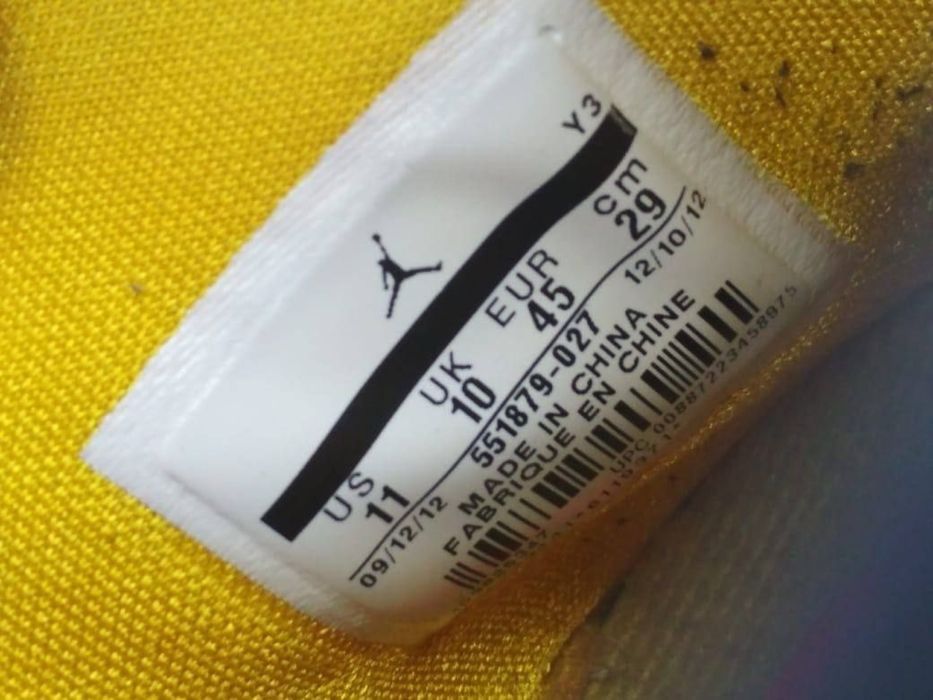 Y3
US UK EUR cm
11 10 45 29
09/12/12 551879-027 12/10/12
MADE IN CHINA
FABRIQUE EN CHINE
UPC